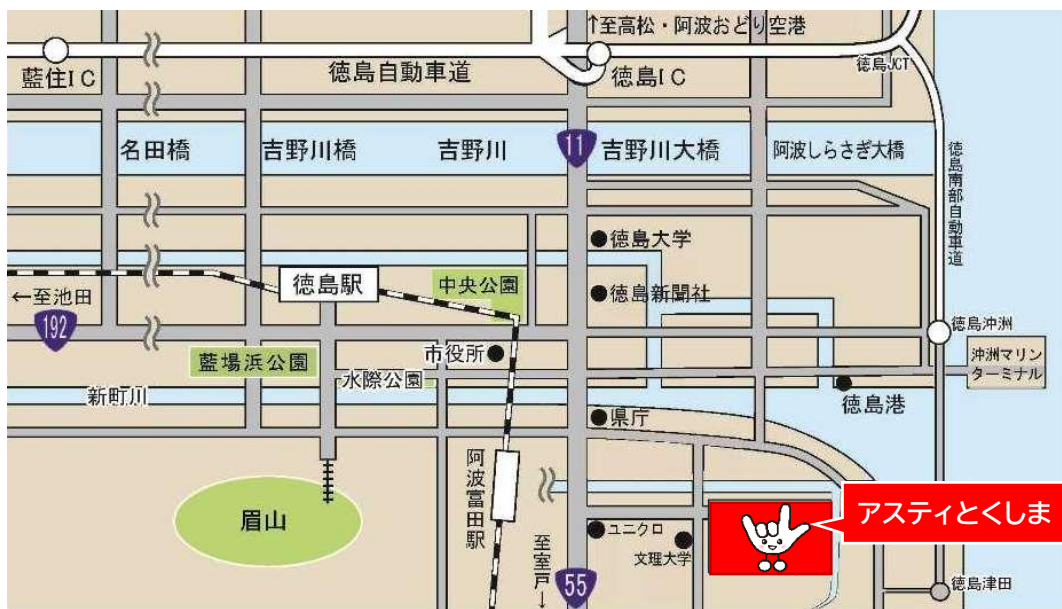 ↑至高松・阿波おどり空港
藍住IC
徳島自動車道
徳島IC
徳島JCT
名田橋
吉野川橋
吉野川
11
吉野川大橋
阿波しらさぎ大橋
徳島南部自動車道
徳島大学
徳島駅
中央公園
←至池田
192
徳島新聞社
徳島沖洲
市役所
藍場浜公園
水際公園
沖洲マリン
ターミナル
新町川
徳島港
県庁
阿波富田駅
眉山
アスティとくしま
ユニクロ
文理大学
至室戸↓
55
徳島津田